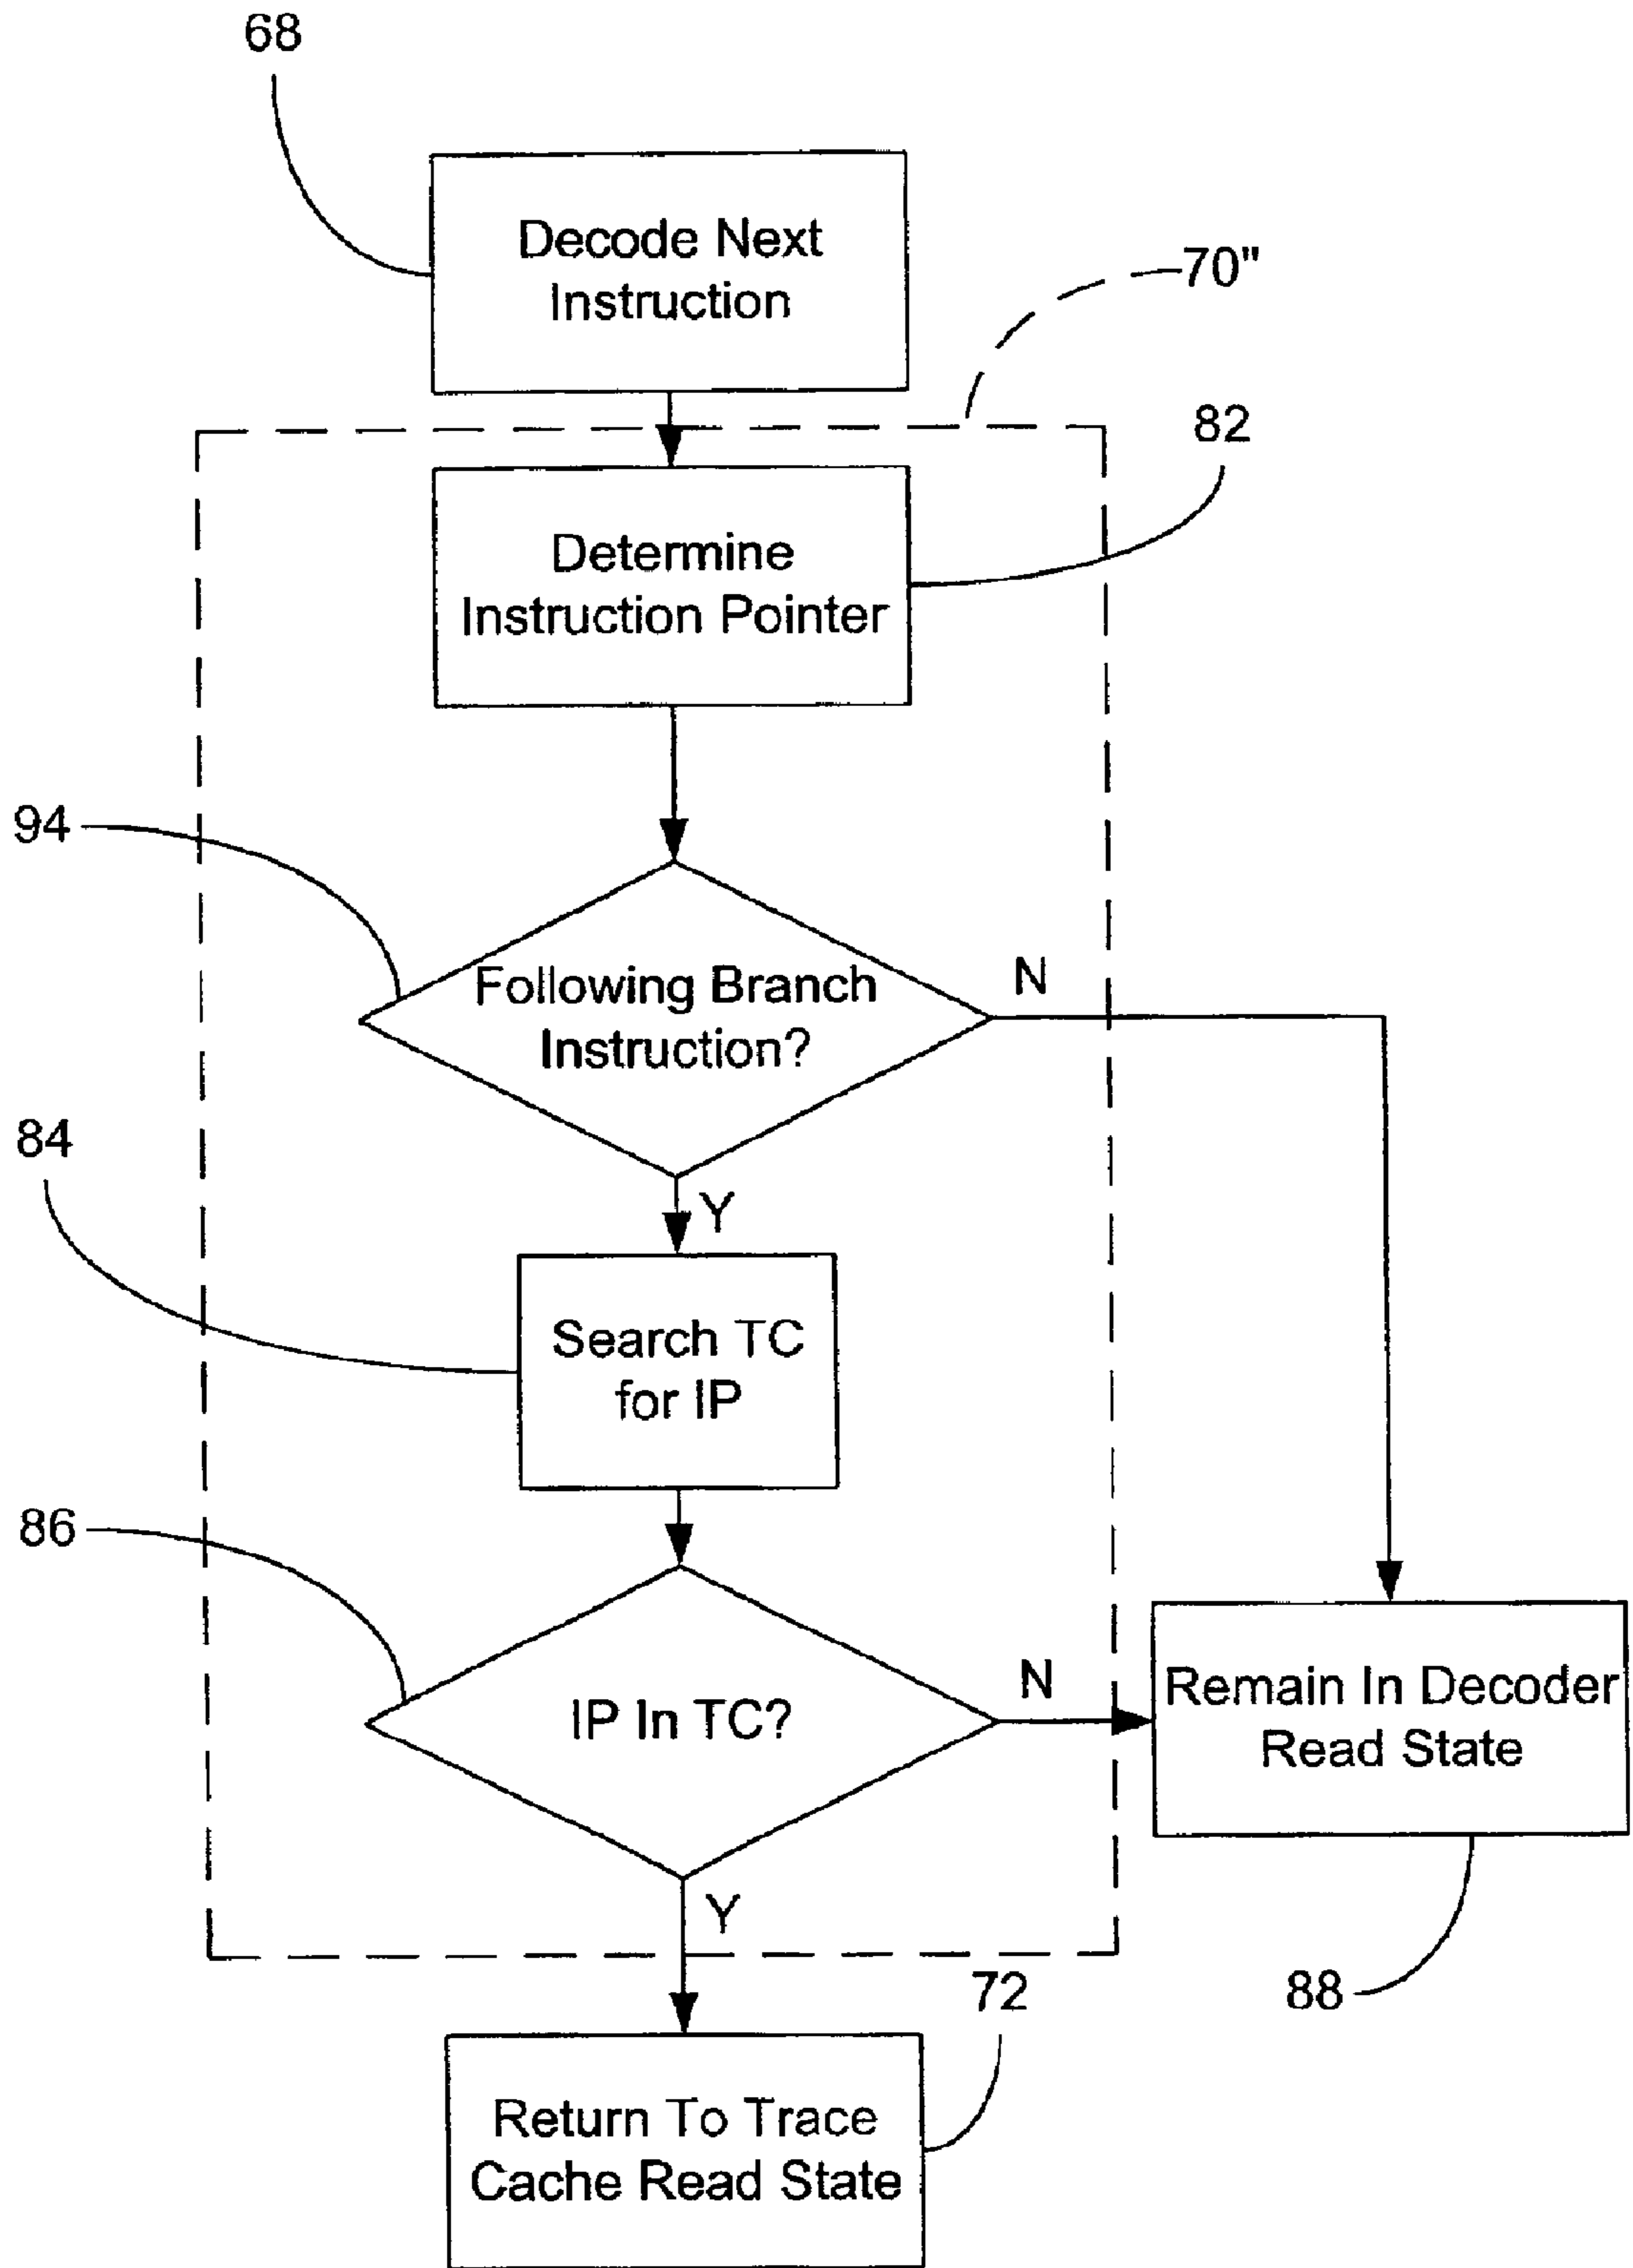 68
Decode Next
Instruction
70"
82
Determine
Instruction Pointer
94
Following Branch
Instruction?
N
84
Y
Search TC
for IP
86
IP In TC?
N
Remain In Decoder
Read State
Y
72
88
Return To Trace
Cache Read State